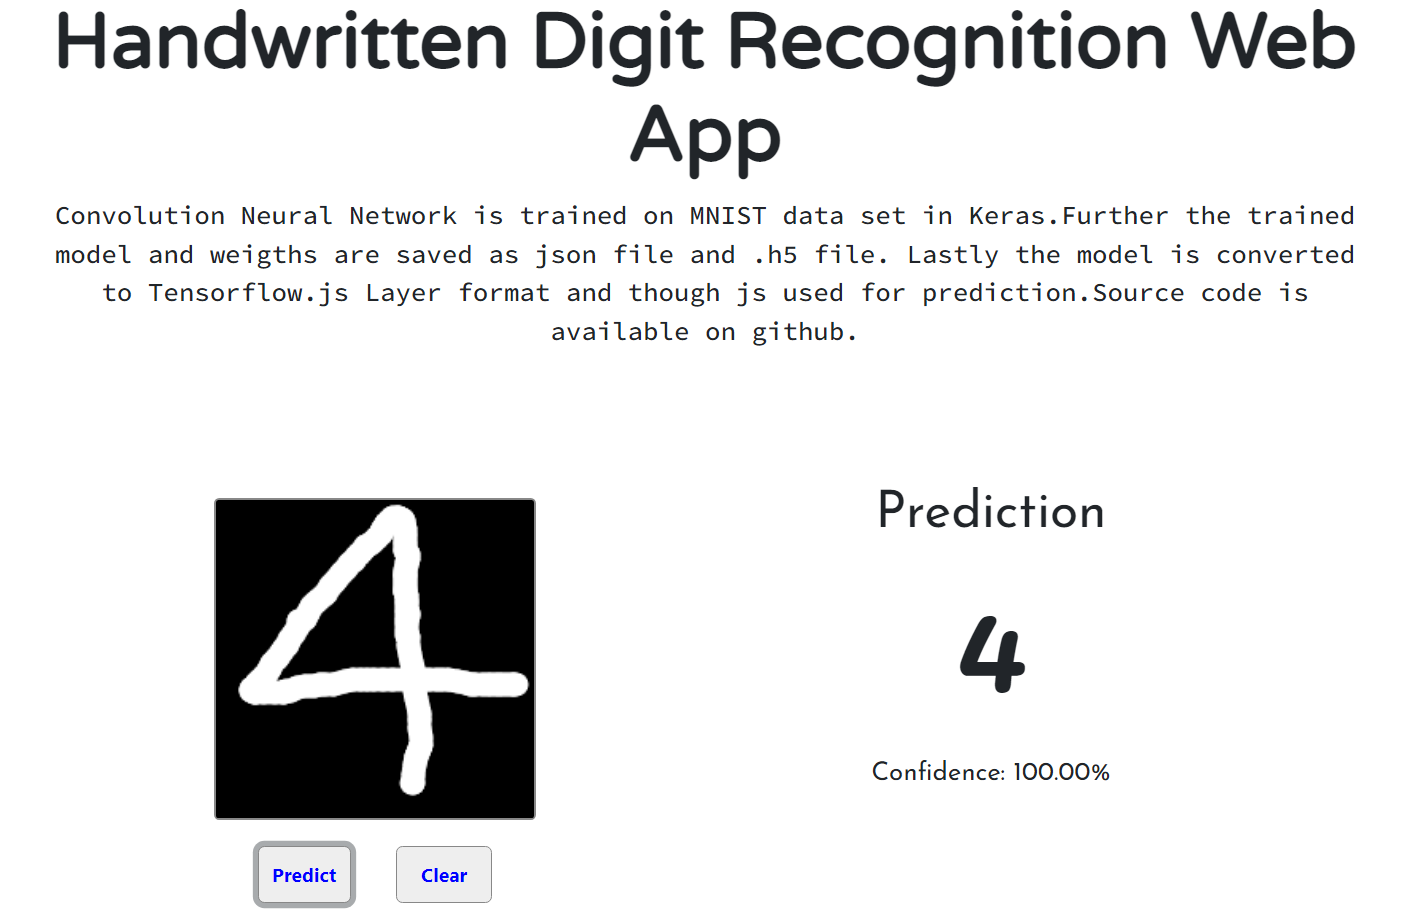 Handwritten Digit Recognition Web
App
Convolution Neural Network is trained on MNIST data set in Keras.Further the trained
model and weigths are saved as json file and .h5 file. Lastly the model is converted
to Tensorflow.js Layer format and though js used for prediction.Source code is
available on github.
4
Predict Clear
Prediction
4
Confidence: 100.00%